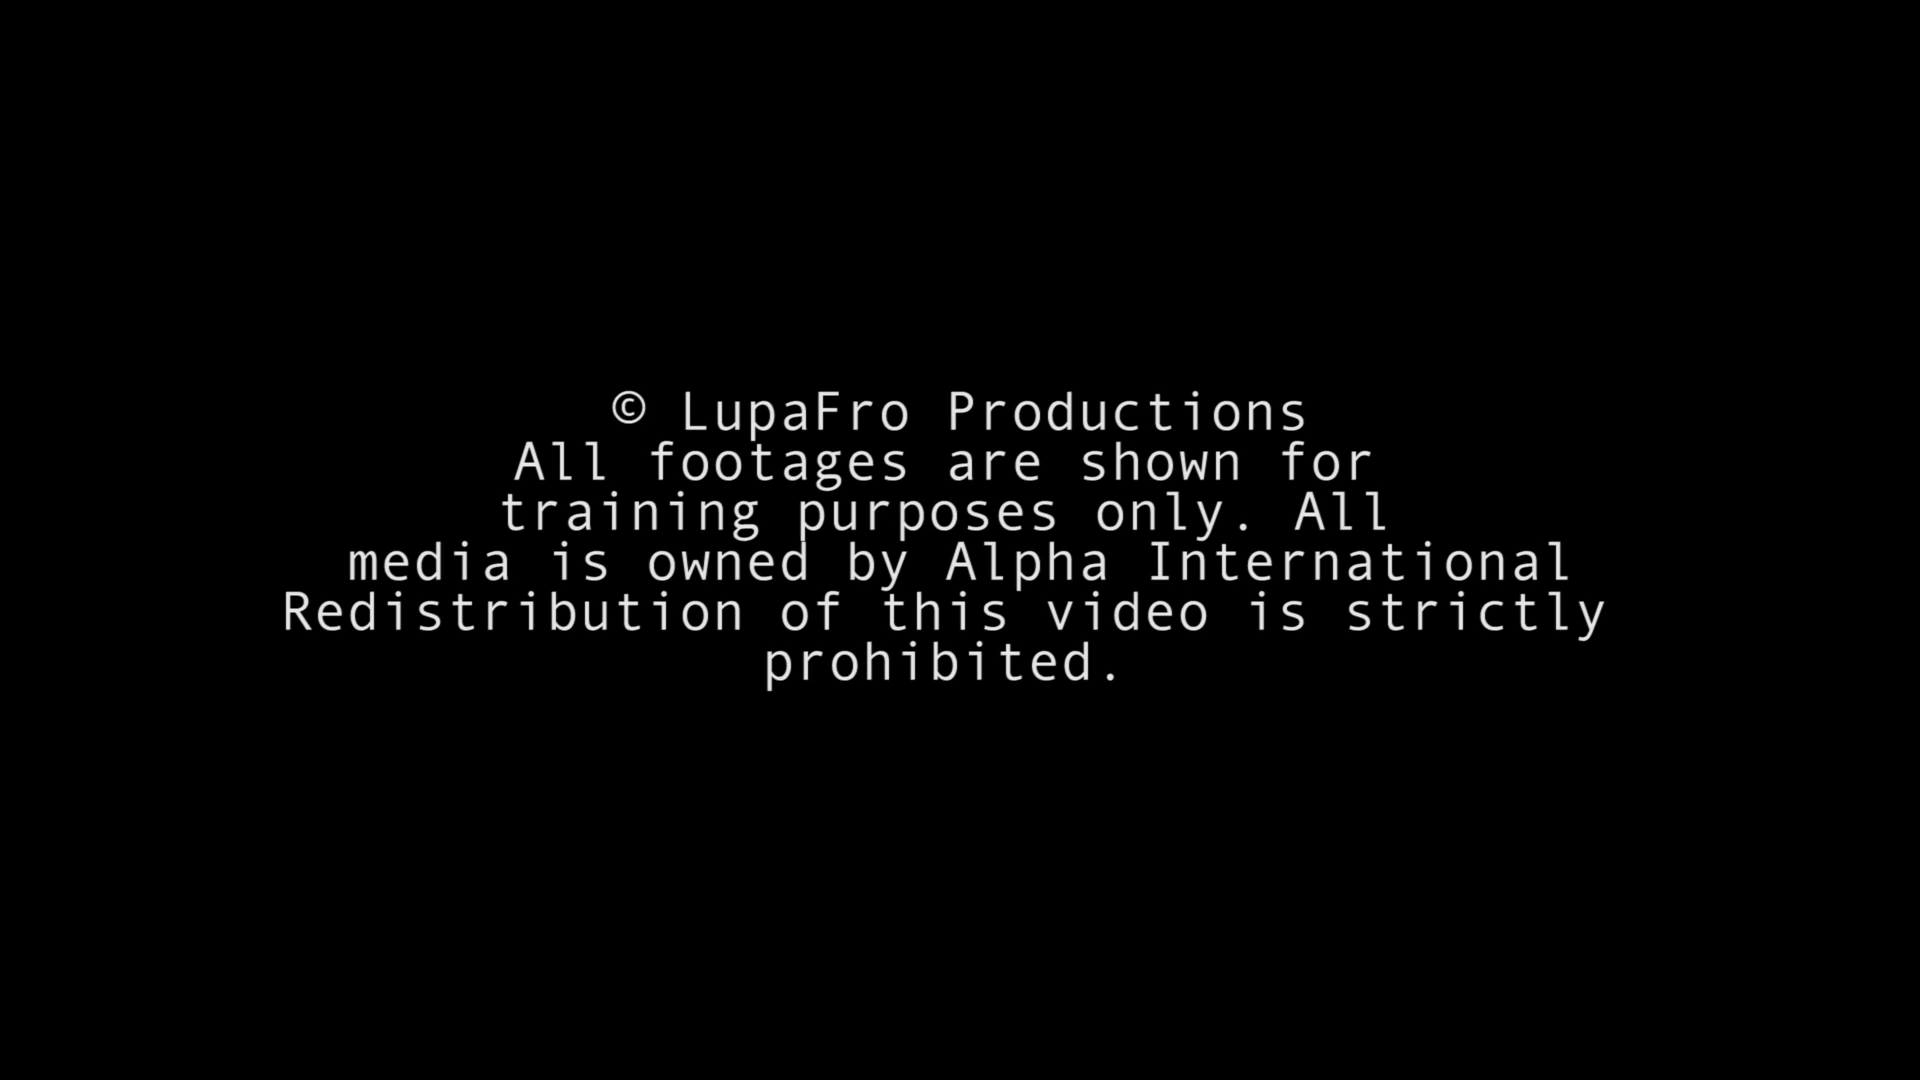 © LupaFro Productions
All footages are shown for
training purposes only. All
media is owned by Alpha International
Redistribution of this video is strictly
prohibited.